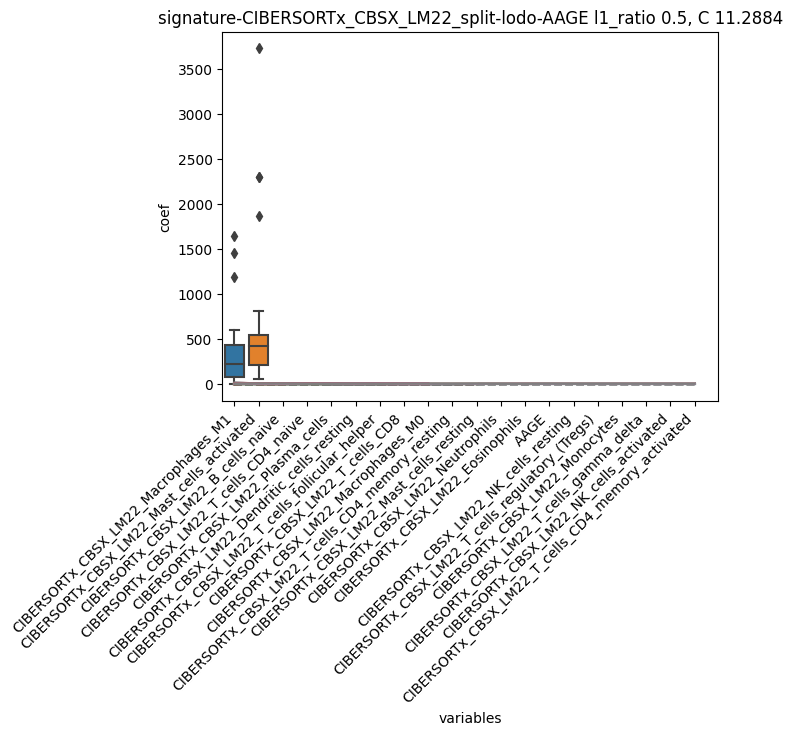 signature-CIBERSORTx_CBSX_LM22_split-lodo-AAGE l1_ratio 0.5, C 11.2884
coef
3500
3000
2500
2000
1500
1000
500
0
CIBERSORTx_CBSX_LM22_Macrophages_M1
CIBERSORTx_CBSX_LM22_Mast_cells_activated
CIBERSORTx_CBSX_LM22_B_cells_naive
CIBERSORTx_CBSX_LM22_T_cells_CD4_naive
CIBERSORTx_CBSX_LM22_Plasma_cells
CIBERSORTx_CBSX_LM22_Dendritic_cells_resting
CIBERSORTx_CBSX_LM22_T_cells_follicular_helper
CIBERSORTx_CBSX_LM22_T_cells_CD8
CIBERSORTx_CBSX_LM22_Macrophages_M0
CIBERSORTx_CBSX_LM22_T_cells_CD4_memory_resting
CIBERSORTx_CBSX_LM22_Mast_cells_resting
CIBERSORTx_CBSX_LM22_Neutrophils
CIBERSORTx_CBSX_LM22_Eosinophils
AAGE
CIBERSORTx_CBSX_LM22_NK_cells_resting
CIBERSORTx_CBSX_LM22_T_cells_regulatory_(Tregs)
CIBERSORTx_CBSX_LM22_Monocytes
CIBERSORTx_CBSX_LM22_T_cells_gamma_delta
CIBERSORTx_CBSX_LM22_NK_cells_activated
CIBERSORTx_CBSX_LM22_T_cells_CD4_memory_activated
variables